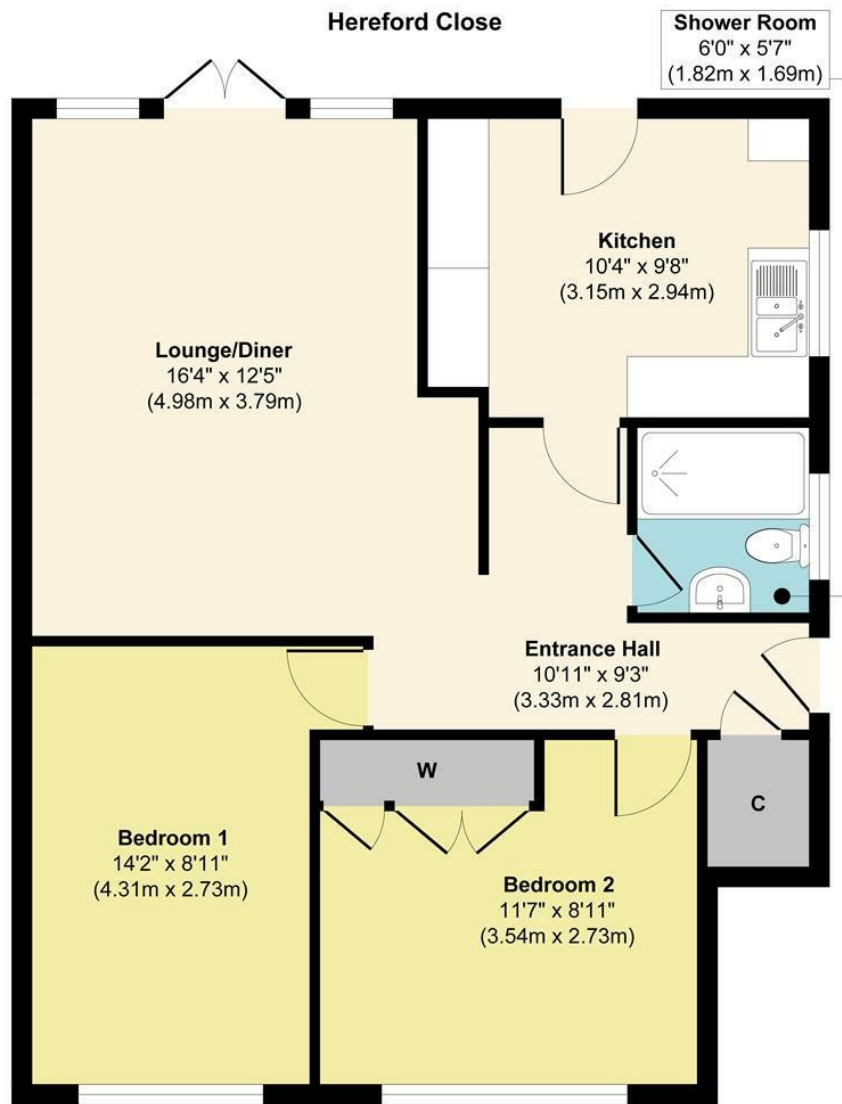 Hereford Close
Shower Room
6'0" x 5'7"
(1.82m x 1.69m)
Kitchen
10'4" x 9'8"
(3.15m x 2.94m)
Lounge/Diner
16'4" x 12'5"
(4.98m x 3.79m)
Entrance Hall
10'11" x 9'3"
(3.33m x 2.81m)
W
C
Bedroom 1
14'2" x 8'11"
(4.31m x 2.73m)
Bedroom 2
11'7" x 8'11"
(3.54m x 2.73m)